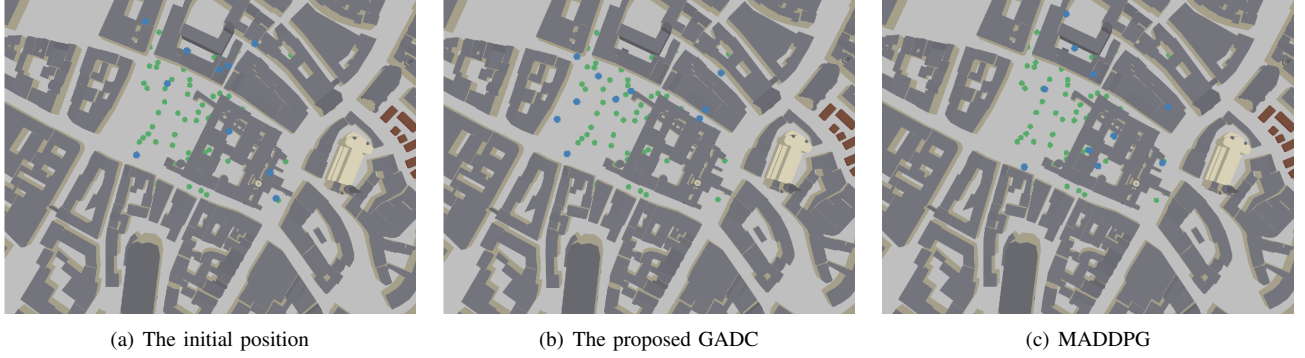 (a) The initial position
(b) The proposed GADC
(c) MADDPG